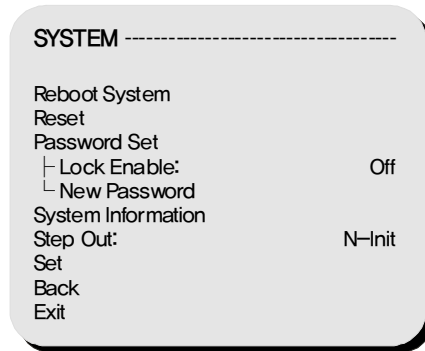 SYSTEM -------------------------------------
Reboot System
Reset
Password Set
├ Lock Enable: Off
└ New Password
System Information
Step Out: N-Init
Set
Back
Exit